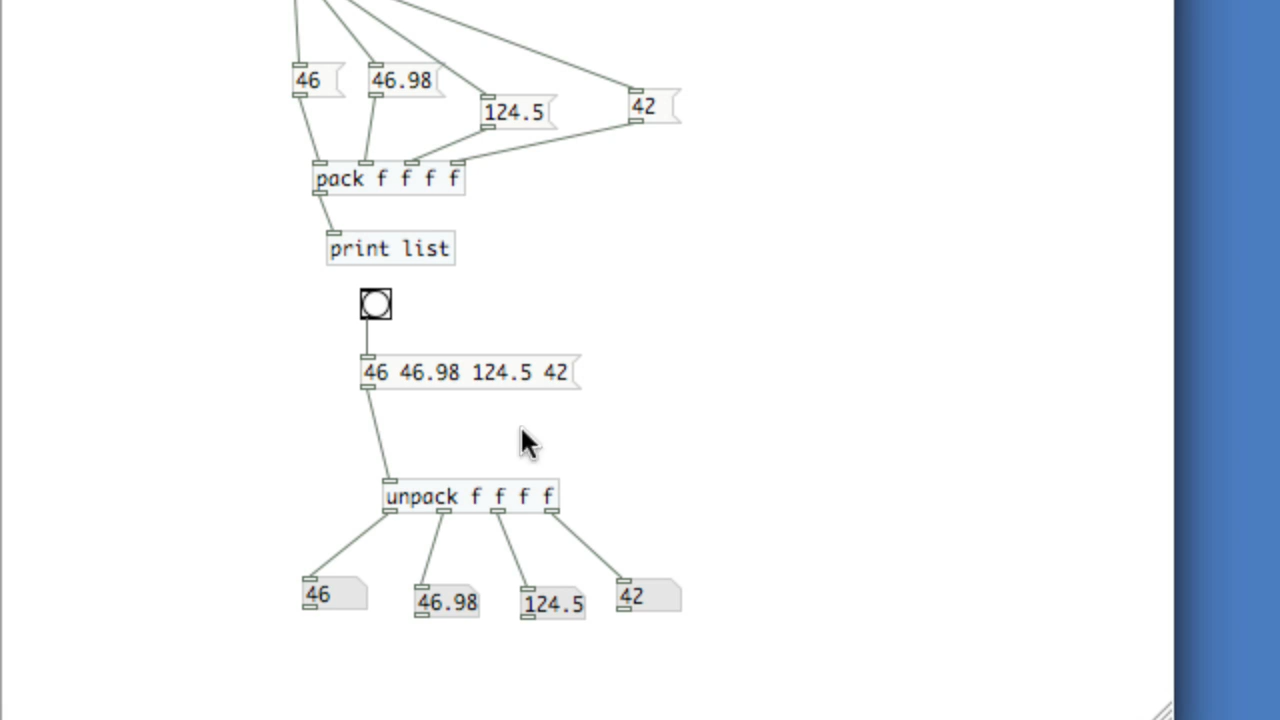 46
46.98
124.5
42
pack f f f f
print list
46 46.98 124.5 42
unpack f f f f
46
46.98
124.5
42